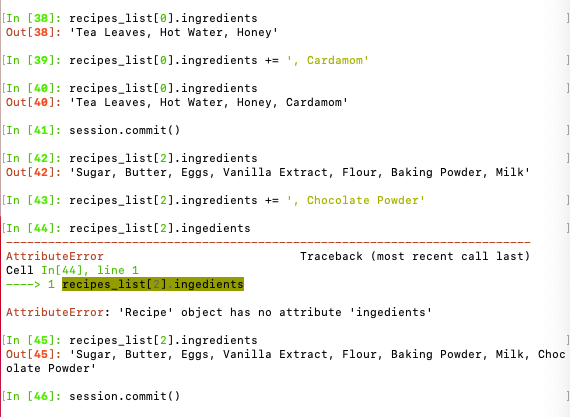 In [38]: recipes_list[0].ingredients
Out[38]: 'Tea Leaves, Hot Water, Honey'
In [39]: recipes_list[0].ingredients += ', Cardamom'
In [40]: recipes_list[0].ingredients
Out[40]: 'Tea Leaves, Hot Water, Honey, Cardamom'
In [41]: session.commit()
In [42]: recipes_list[2].ingredients
Out[42]: 'Sugar, Butter, Eggs, Vanilla Extract, Flour, Baking Powder, Milk'
In [43]: recipes_list[2].ingredients += ', Chocolate Powder'
In [44]: recipes_list[2].ingedients
---------------------------------------------------------------------------
AttributeError                            Traceback (most recent call last)
Cell In[44], line 1
----> 1 recipes_list[2].ingedients
AttributeError: 'Recipe' object has no attribute 'ingedients'
In [45]: recipes_list[2].ingredients
Out[45]: 'Sugar, Butter, Eggs, Vanilla Extract, Flour, Baking Powder, Milk, Choc
olate Powder'
In [46]: session.commit()